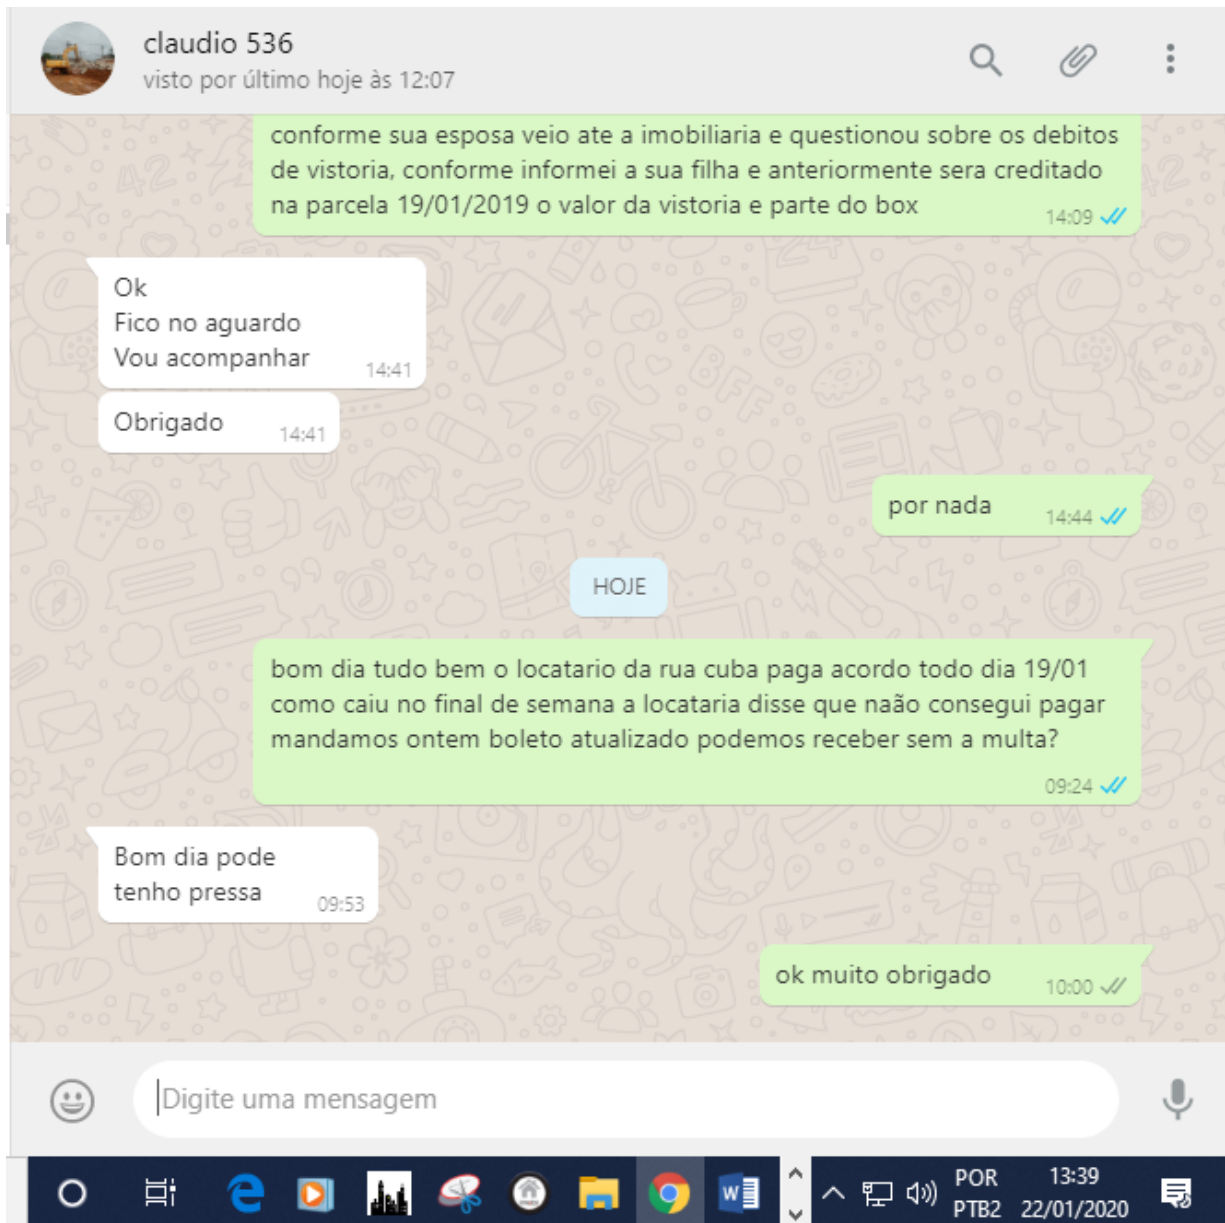 claudio 536
visto por último hoje às 12:07
conforme sua esposa veio ate a imobiliaria e questionou sobre os debitos
de vistoria, conforme informei a sua filha e anteriormente sera creditado
na parcela 19/01/2019 o valor da vistoria e parte do box
14:09
Ok
Fico no aguardo
Vou acompanhar
14:41
Obrigado
14:41
por nada
14:44
HOJE
bom dia tudo bem o locatario da rua cuba paga acordo todo dia 19/01
como caiu no final de semana a locataria disse que naão consegui pagar
mandamos ontem boleto atualizado podemos receber sem a multa?
09:24
Bom dia pode
tenho pressa
09:53
ok muito obrigado
10:00
Digite uma mensagem
POR
PTB2
13:39
22/01/2020